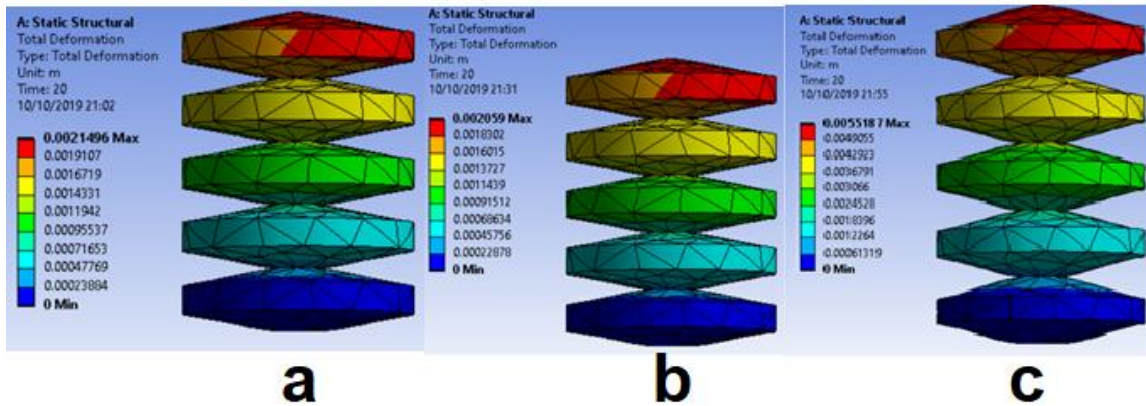 A: Static Structural
Total Deformation
Type: Total Deformation
Unit: m
Time: 20
10/10/2019 21:02
0.0021496 Max
0.0019107
0.0016719
0.0014331
0.0011942
0.00095537
0.00071653
0.00047769
0.00023884
0 Min
a
A: Static Structural
Total Deformation
Type: Total Deformation
Unit: m
Time: 20
10/10/2019 21:31
0.002059 Max
0.0018302
0.0016015
0.0013727
0.0011439
0.00091512
0.00068634
0.00045756
0.00022878
0 Min
b
A: Static Structural
Total Deformation
Type: Total Deformation
Unit: m
Time: 20
10/10/2019 21:55
0.0055187 Max
0.0049055
0.0042923
0.0036791
0.003066
0.0024528
0.0018396
0.0012264
0.00061319
0 Min
c